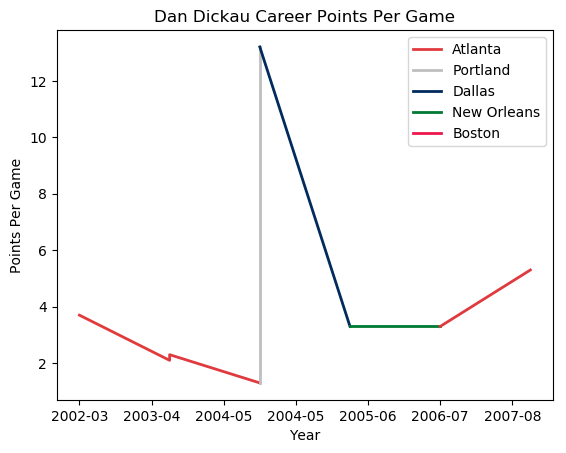 Dan Dickau Career Points Per Game
Atlanta
Portland
Dallas
New Orleans
Boston
Points Per Game
12
10
8
6
4
2
2002-03 2003-04 2004-05 2004-05 2005-06 2006-07 2007-08
Year